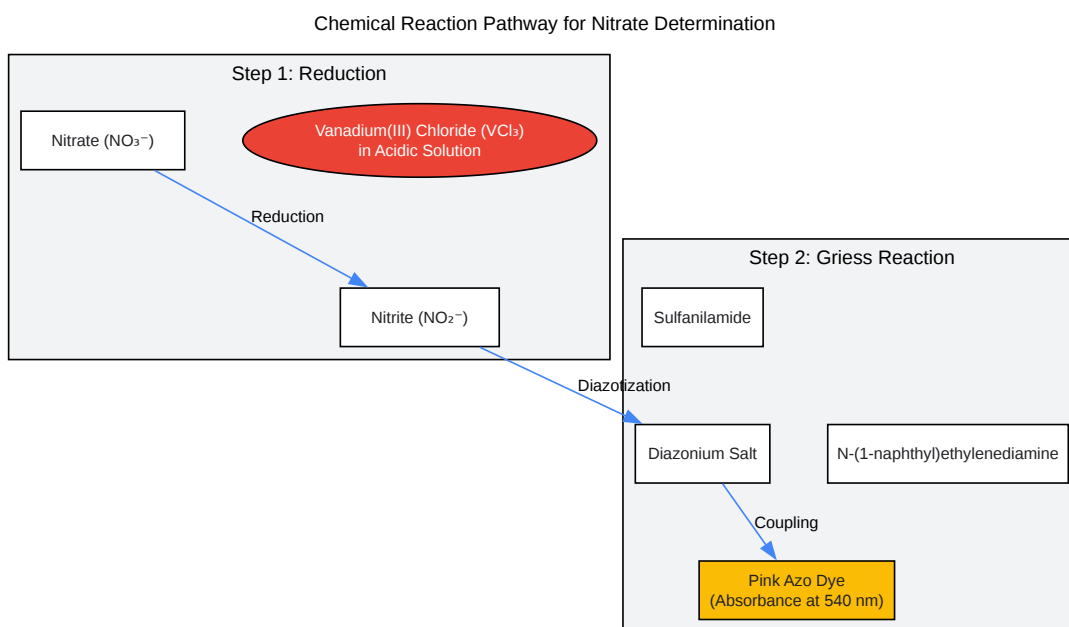 Chemical Reaction Pathway for Nitrate Determination
Step 1: Reduction
Nitrate (NO₃⁻)
Vanadium(III) Chloride (VCl₃)
in Acidic Solution
Reduction
Nitrite (NO₂⁻)
Step 2: Griess Reaction
Sulfanilamide
Diazotization
Diazonium Salt
N-(1-naphthyl)ethylenediamine
Coupling
Pink Azo Dye
(Absorbance at 540 nm)